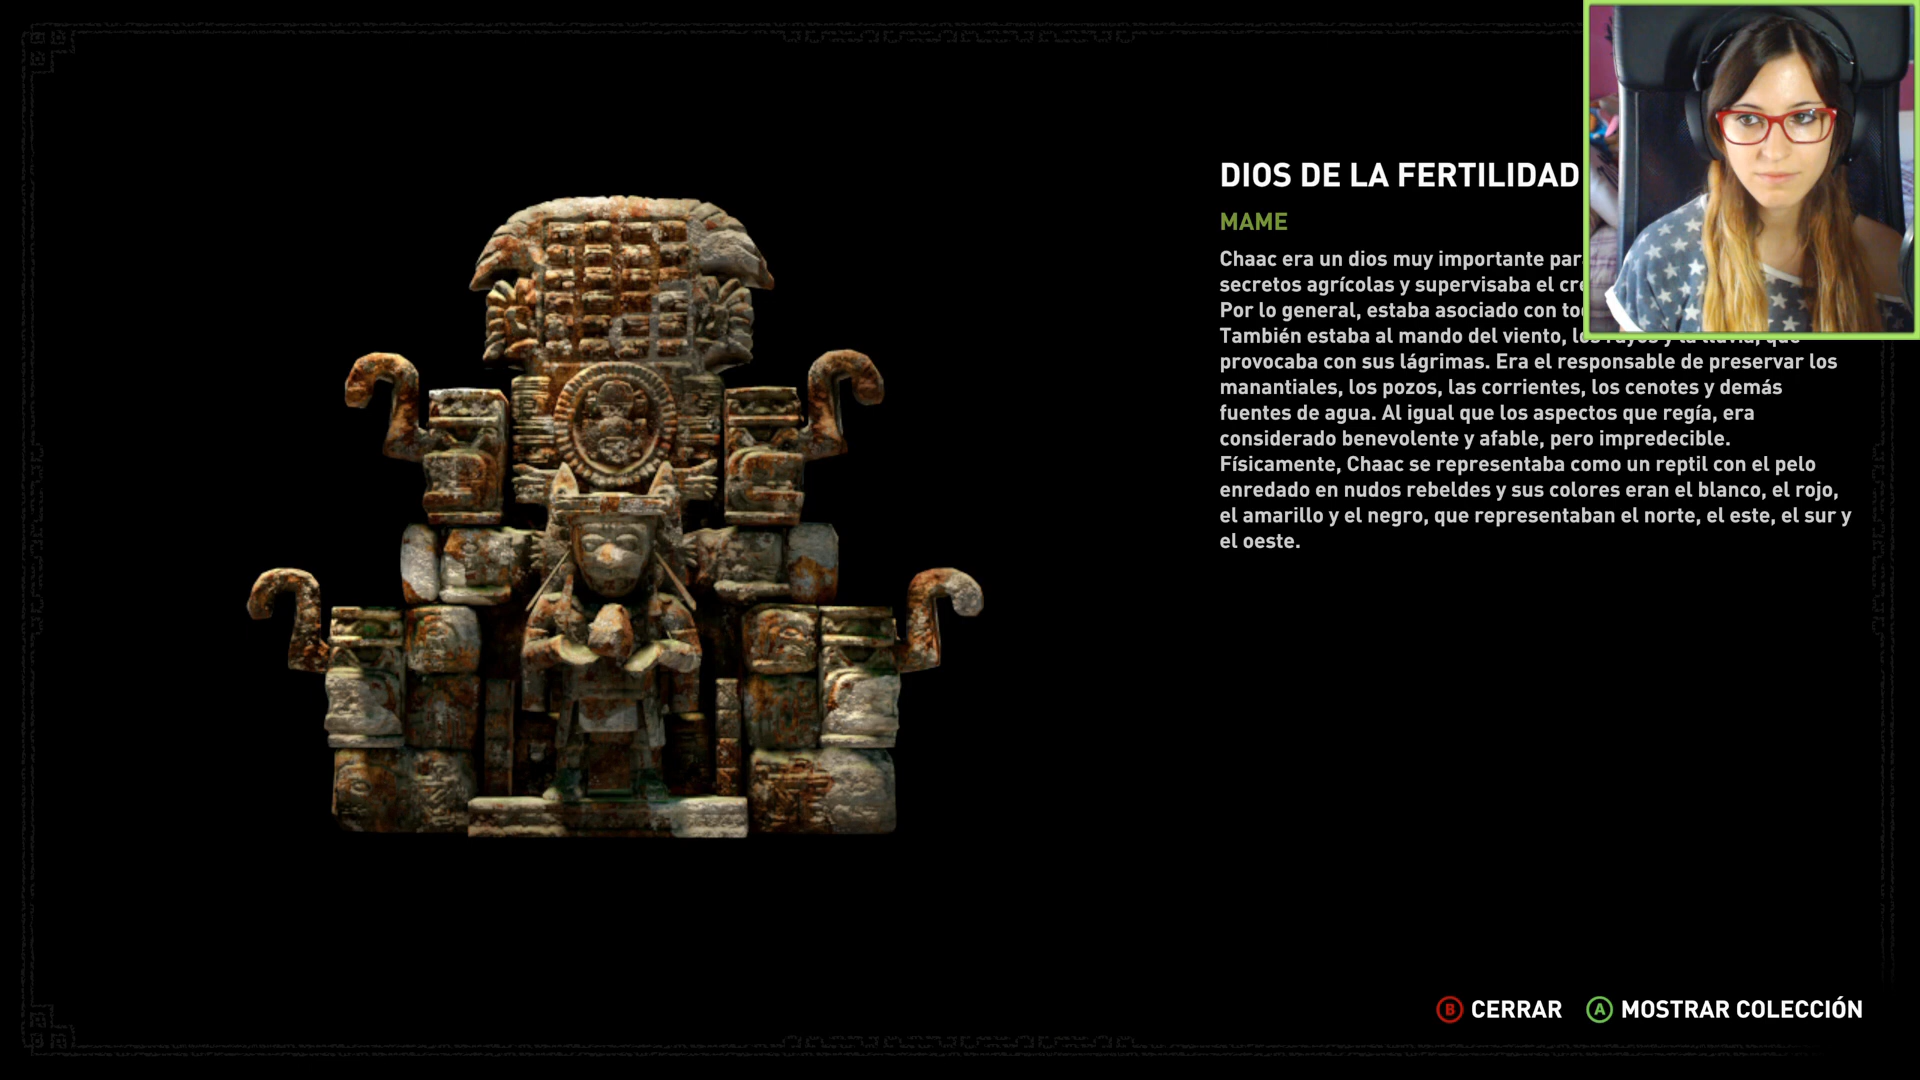 DIOS DE LA FERTILIDAD
MAME
Chaac era un dios muy importante
secretos agrícolas y supervisaba el
Por lo general, estaba asociado con
También estaba al mando del viento,
provocaba con sus lágrimas. Era el responsable de preservar los
manantiales, los pozos, las corrientes, los cenotes y demás
fuentes de agua. Al igual que los aspectos que regía, era
considerado benevolente y afable, pero impredecible.
Físicamente, Chaac se representaba como un reptil con el pelo
enredado en nudos rebeldes y sus colores eran el blanco, el rojo,
el amarillo y el negro, que representaban el norte, el este, el sur y
el oeste.
B CERRAR A MOSTRAR COLECCIÓN